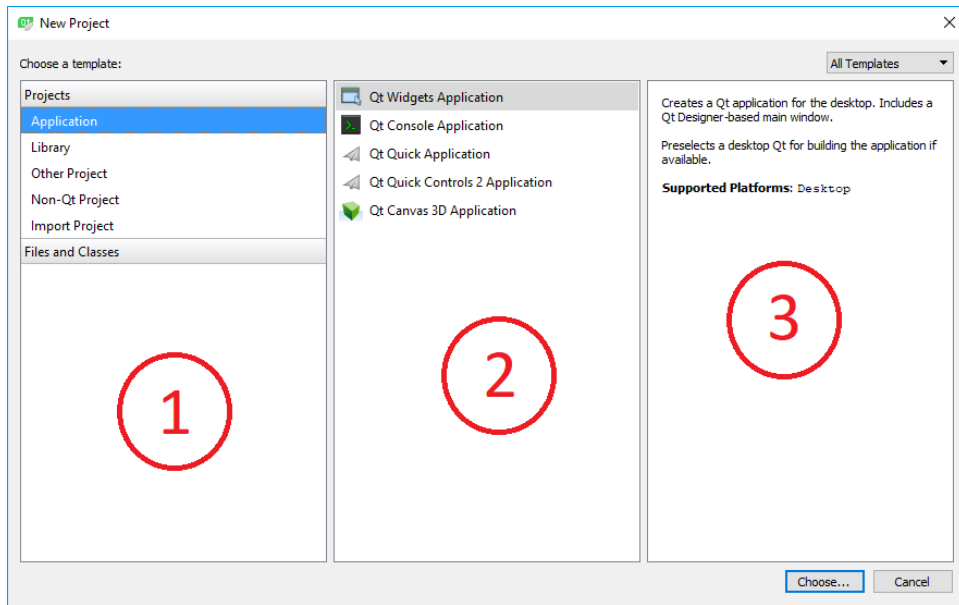 New Project
Choose a template:
All Templates
Projects
Application
Library
Other Project
Non-Qt Project
Import Project
Files and Classes
1
Qt Widgets Application
Qt Console Application
Qt Quick Application
Qt Quick Controls 2 Application
Qt Canvas 3D Application
2
Creates a Qt application for the desktop. Includes a
Qt Designer-based main window.
Preselects a desktop Qt for building the application if
available.
Supported Platforms: Desktop
3
Choose...
Cancel